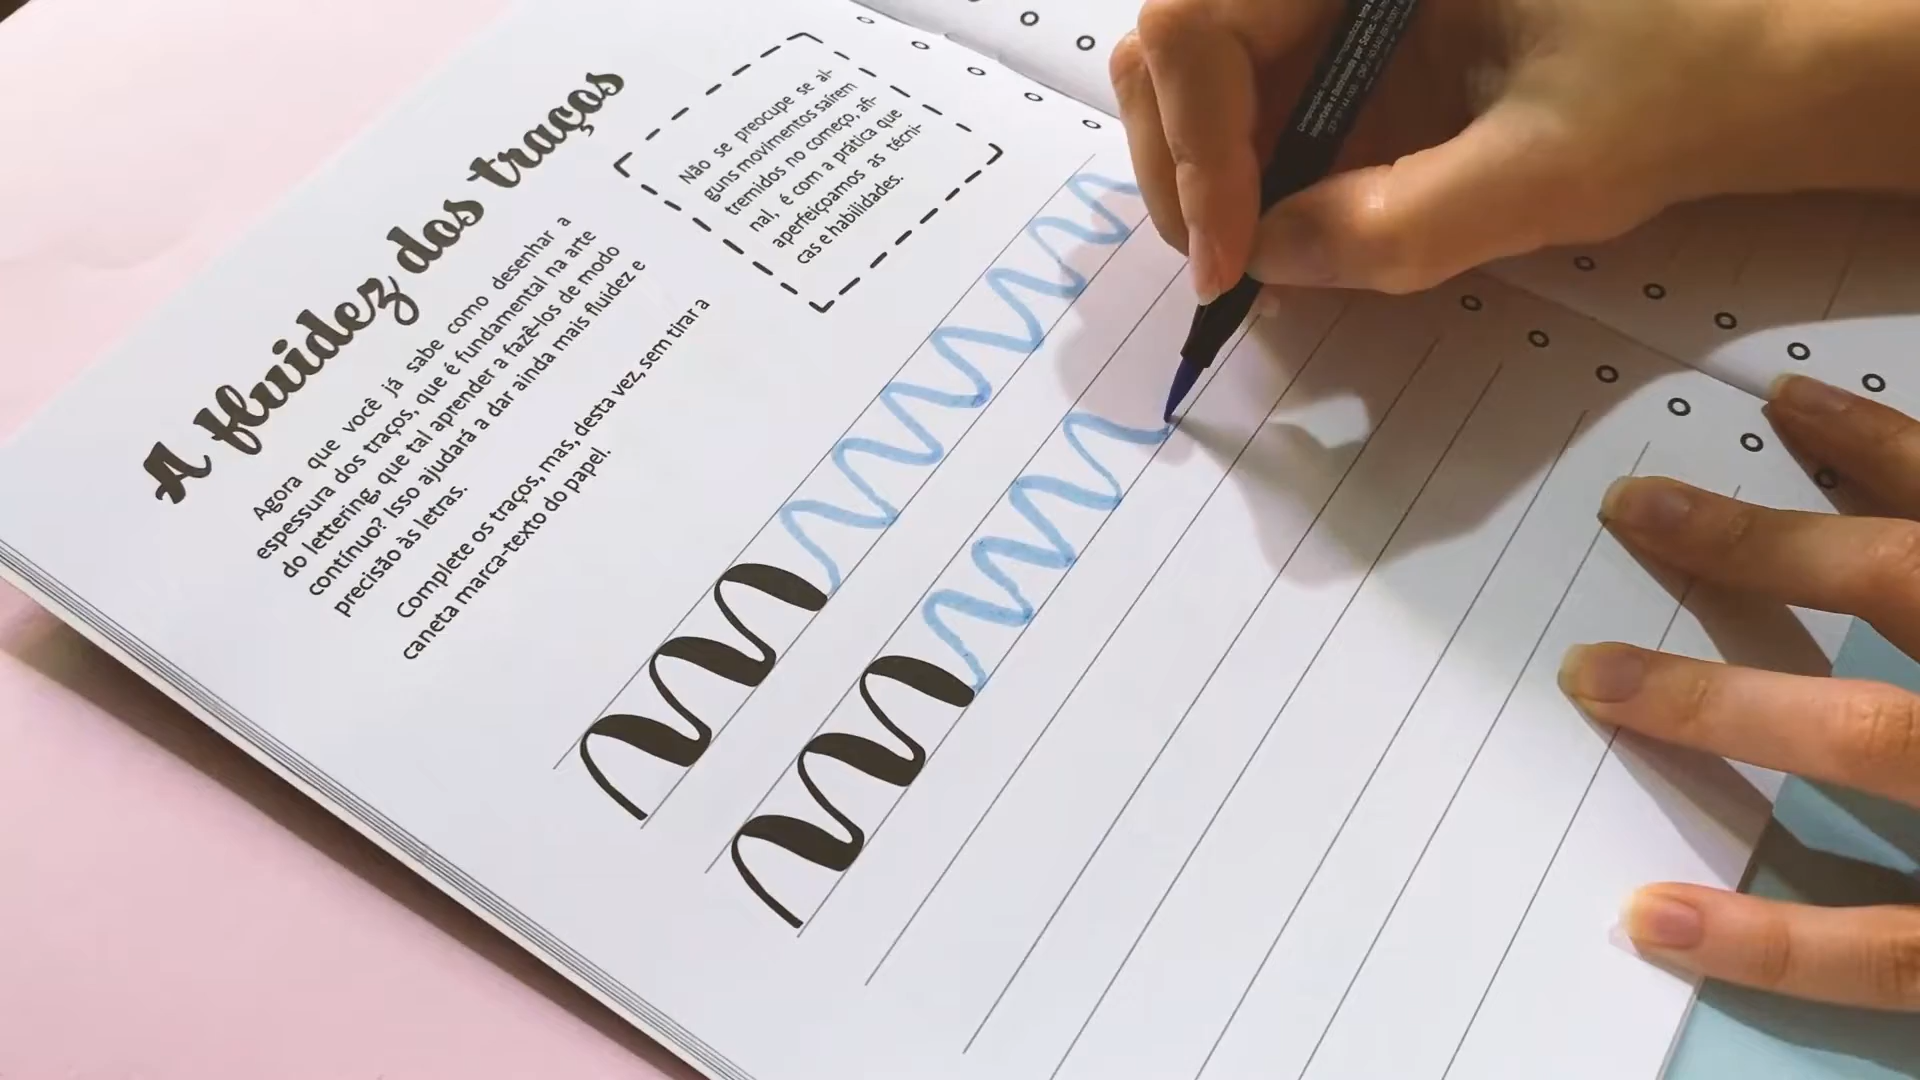 A fluidez dos traços
Agora que você já sabe como desenhar a
espessura dos traços, que é fundamental na arte
do lettering, que tal aprender a fazê-los de modo
contínuo? Isso ajudará a dar ainda mais fluidez e
precisão às letras.
Complete os traços, mas, desta vez, sem tirar a
caneta marca-texto do papel.
Não se preocupe se al-
guns movimentos saírem
tremidos no começo, afi-
nal, é com a prática que
aperfeiçoamos as técni-
cas e habilidades.